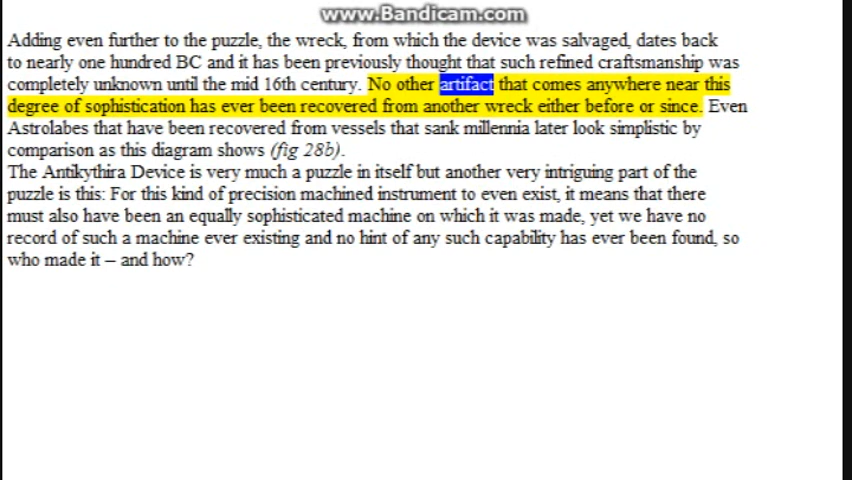 www.Bandicam.com
Adding even further to the puzzle, the wreck, from which the device was salvaged, dates back
to nearly one hundred BC and it has been previously thought that such refined craftsmanship was
completely unknown until the mid 16th century. No other artifact that comes anywhere near this
degree of sophistication has ever been recovered from another wreck either before or since. Even
Astrolabes that have been recovered from vessels that sank millennia later look simplistic by
comparison as this diagram shows (fig 28b).
The Antikythira Device is very much a puzzle in itself but another very intriguing part of the
puzzle is this: For this kind of precision machined instrument to even exist, it means that there
must also have been an equally sophisticated machine on which it was made, yet we have no
record of such a machine ever existing and no hint of any such capability has ever been found, so
who made it – and how?